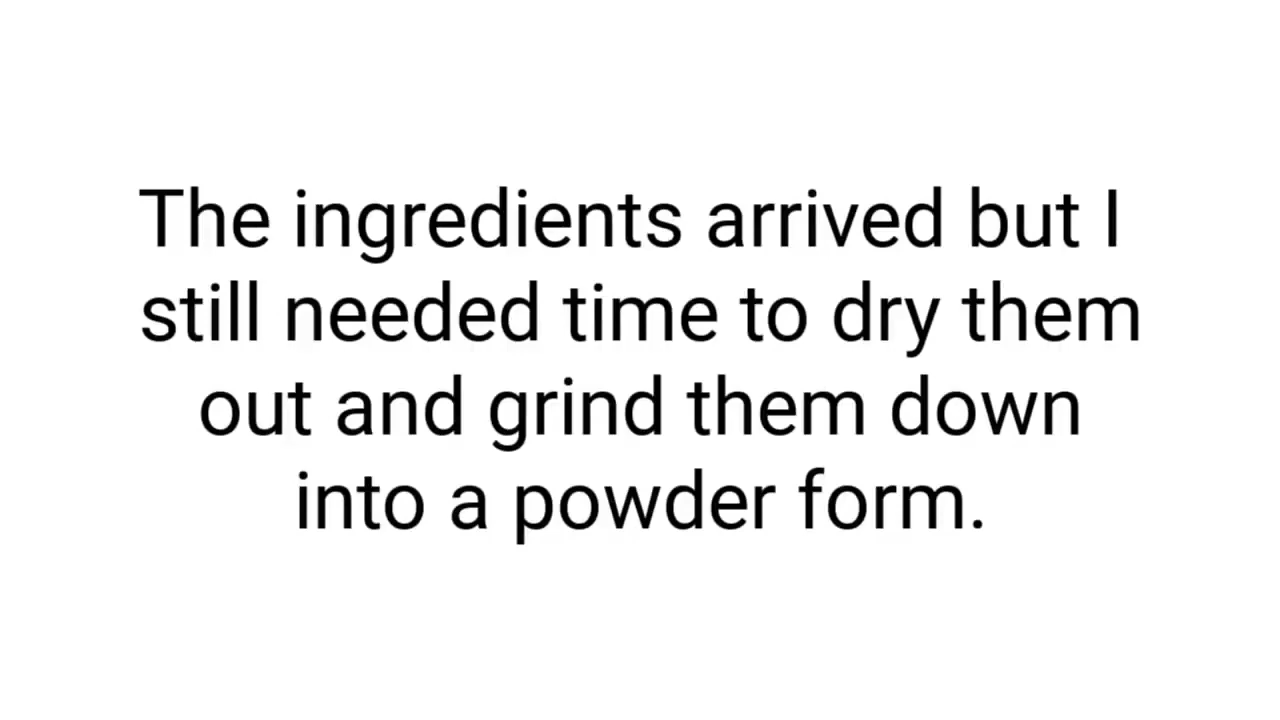 The ingredients arrived but I
still needed time to dry them
out and grind them down
into a powder form.